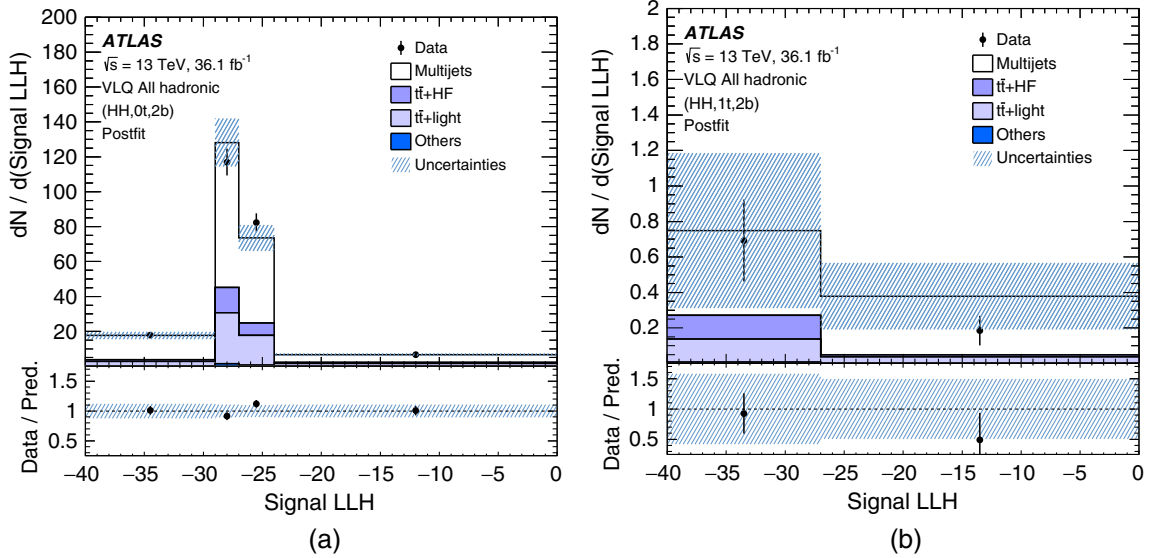 dN / d(Signal LLH)
200
180
160
140
120
100
80
60
40
20
ATLAS
√s = 13 TeV, 36.1 fb⁻¹
VLQ All hadronic
(HH,0t,2b)
Postfit
Data
Multijets
tt̄+HF
tt̄+light
Others
Uncertainties
Data / Pred.
1.5
1
0.5
−40 −35 −30 −25 −20 −15 −10 −5 0
Signal LLH
(a)
dN / d(Signal LLH)
2
1.8
1.6
1.4
1.2
1
0.8
0.6
0.4
0.2
ATLAS
√s = 13 TeV, 36.1 fb⁻¹
VLQ All hadronic
(HH,1t,2b)
Postfit
Data
Multijets
tt̄+HF
tt̄+light
Others
Uncertainties
Data / Pred.
1.5
1
0.5
−40 −35 −30 −25 −20 −15 −10 −5 0
Signal LLH
(b)